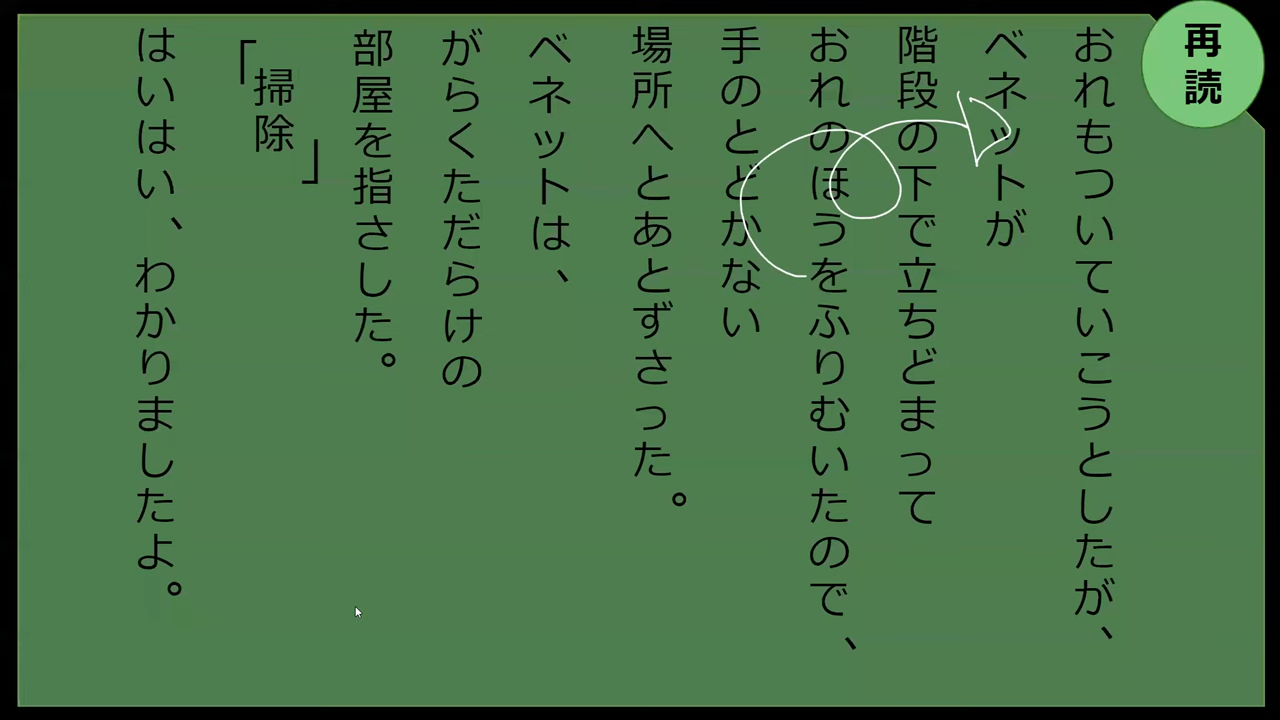 再読
おれもついていこうとしたが、
ベネットが
階段の下で立ちどまって
おれのほうをふりむいたので、
手のとどかない
場所へとあとずさった。
ベネットは、
がらくただらけの
部屋を指さした。
「掃除」
はいはい、わかりましたよ。